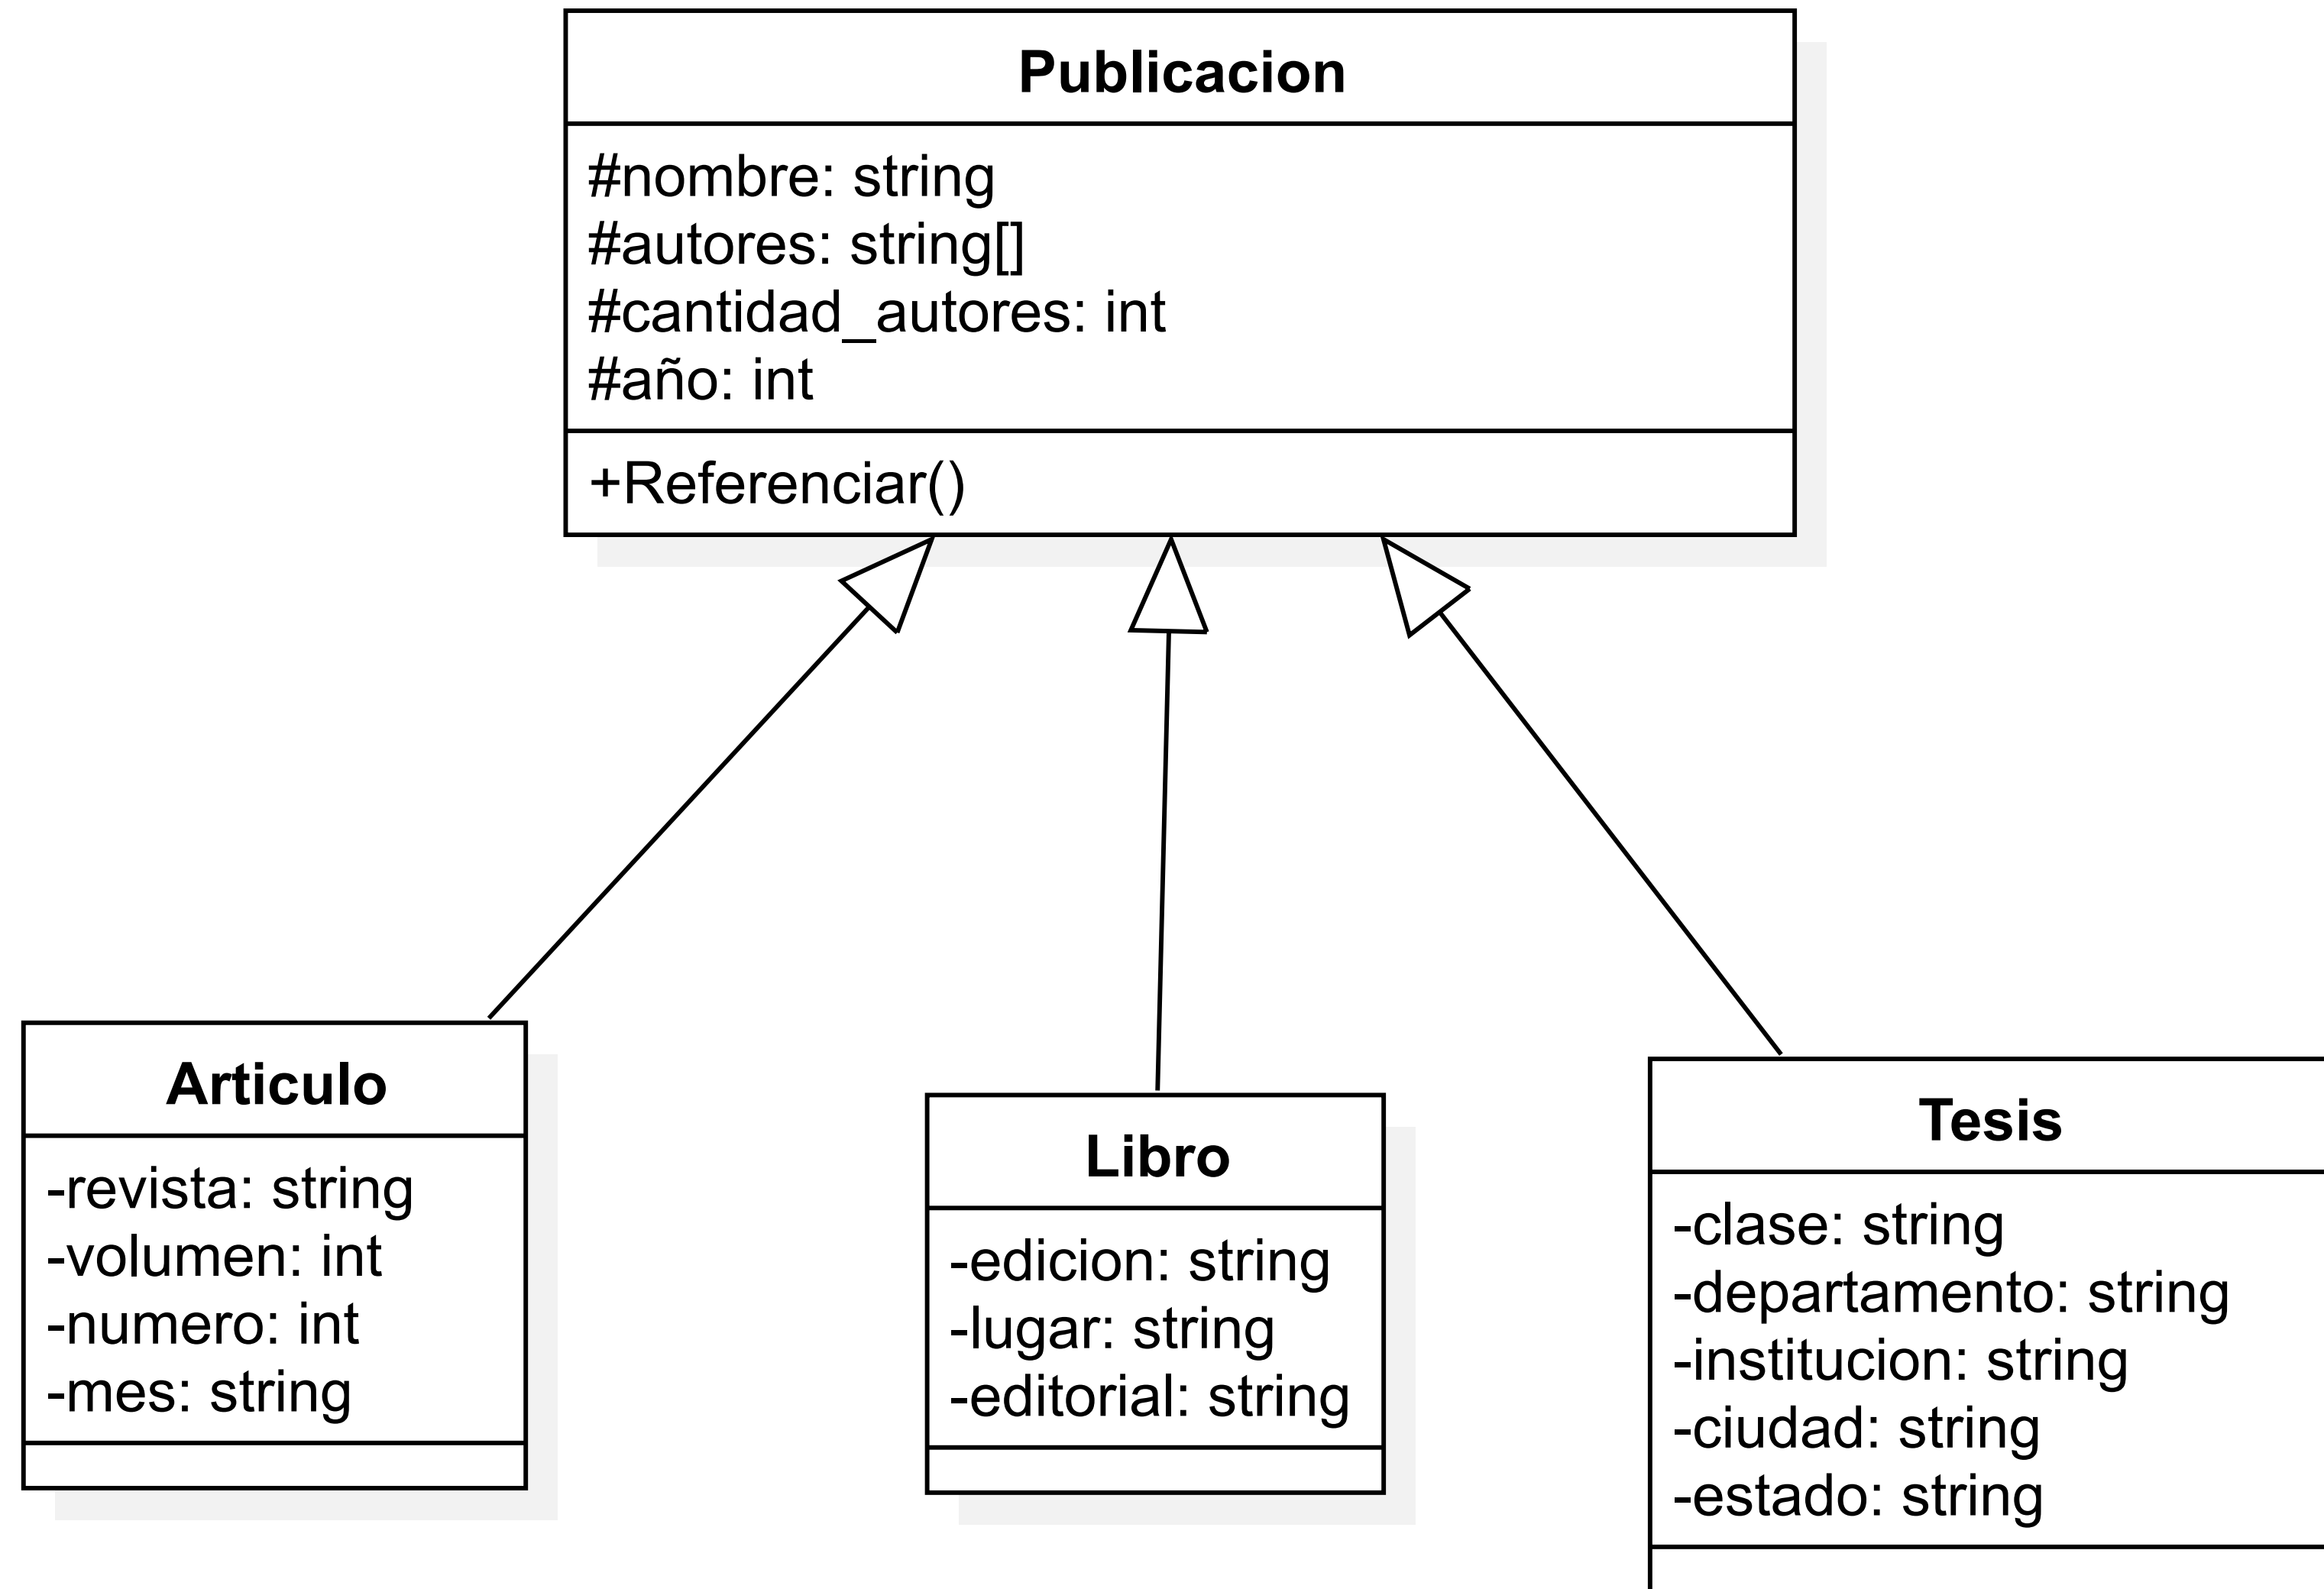 Publicacion
#nombre: string
#autores: string[]
#cantidad_autores: int
#año: int
+Referenciar()
Articulo
-revista: string
-volumen: int
-numero: int
-mes: string
Libro
-edicion: string
-lugar: string
-editorial: string
Tesis
-clase: string
-departamento: string
-institucion: string
-ciudad: string
-estado: string